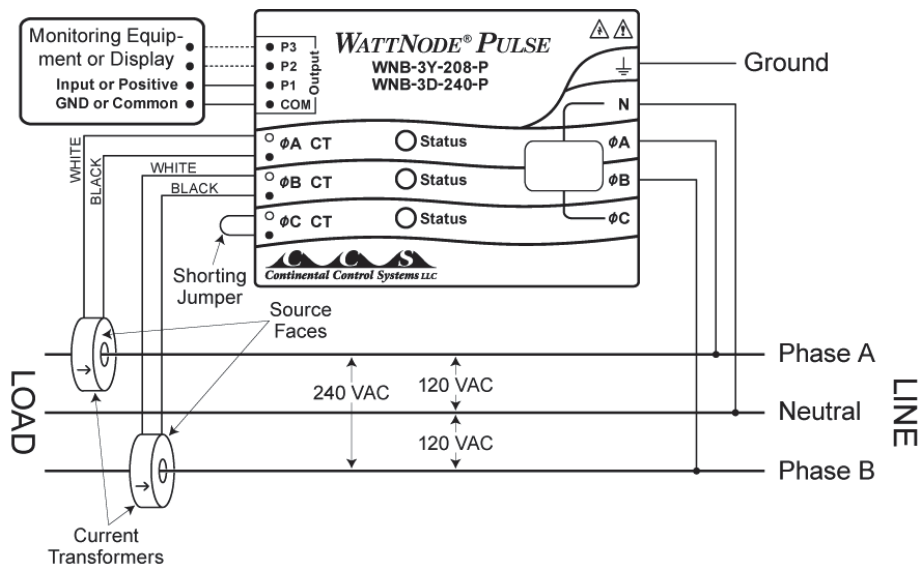 Monitoring Equip-
ment or Display
Input or Positive
GND or Common
P3
P2
P1
COM
Output
WATTNODE® PULSE
WNB-3Y-208-P
WNB-3D-240-P
Ground
N
ΦA CT
Status
ΦA
ΦB CT
Status
ΦB
ΦC CT
Status
ΦC
WHITE
BLACK
WHITE
BLACK
Shorting
Jumper
CCS
Continental Control Systems LLC
Source
Faces
LOAD
LINE
Phase A
240 VAC
120 VAC
Neutral
120 VAC
Phase B
Current
Transformers